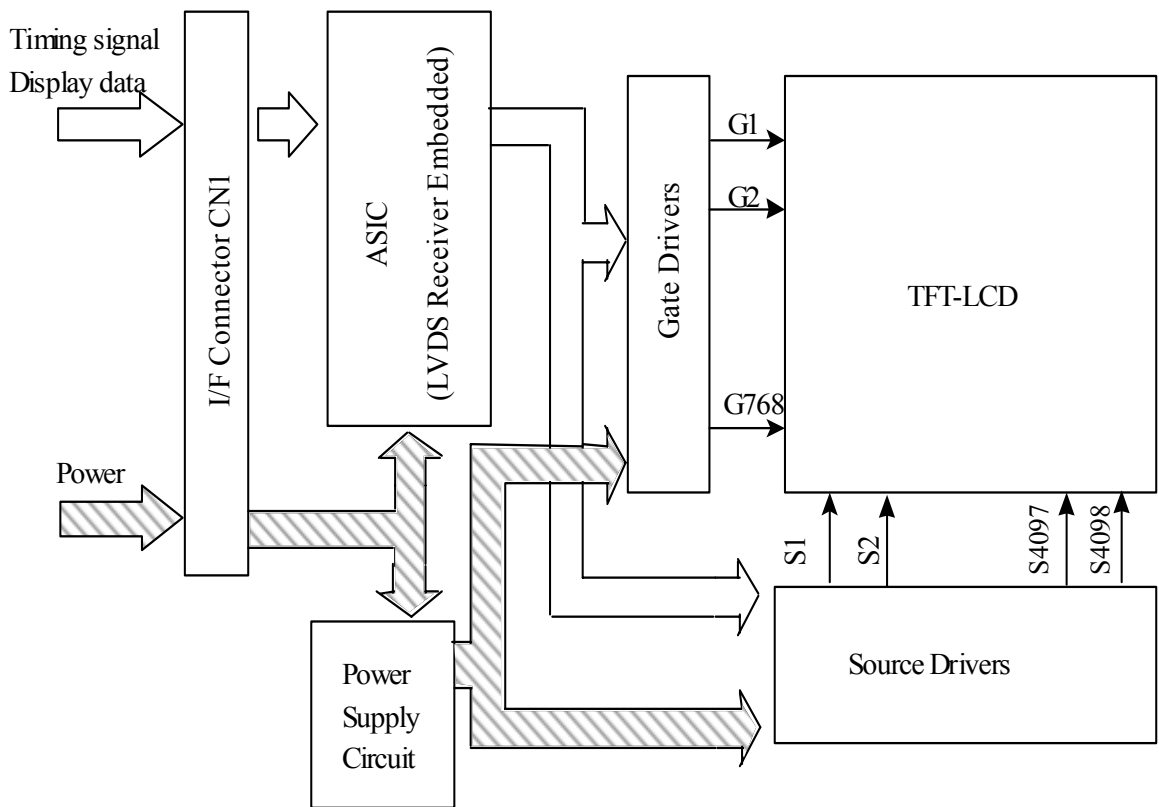 Timing signal
Display data
Power
I/F Connector CN1
ASIC
(LVDS Receiver Embedded)
Power
Supply
Circuit
Gate Drivers
G1
G2
G768
TFT-LCD
S1
S2
S4097
S4098
Source Drivers